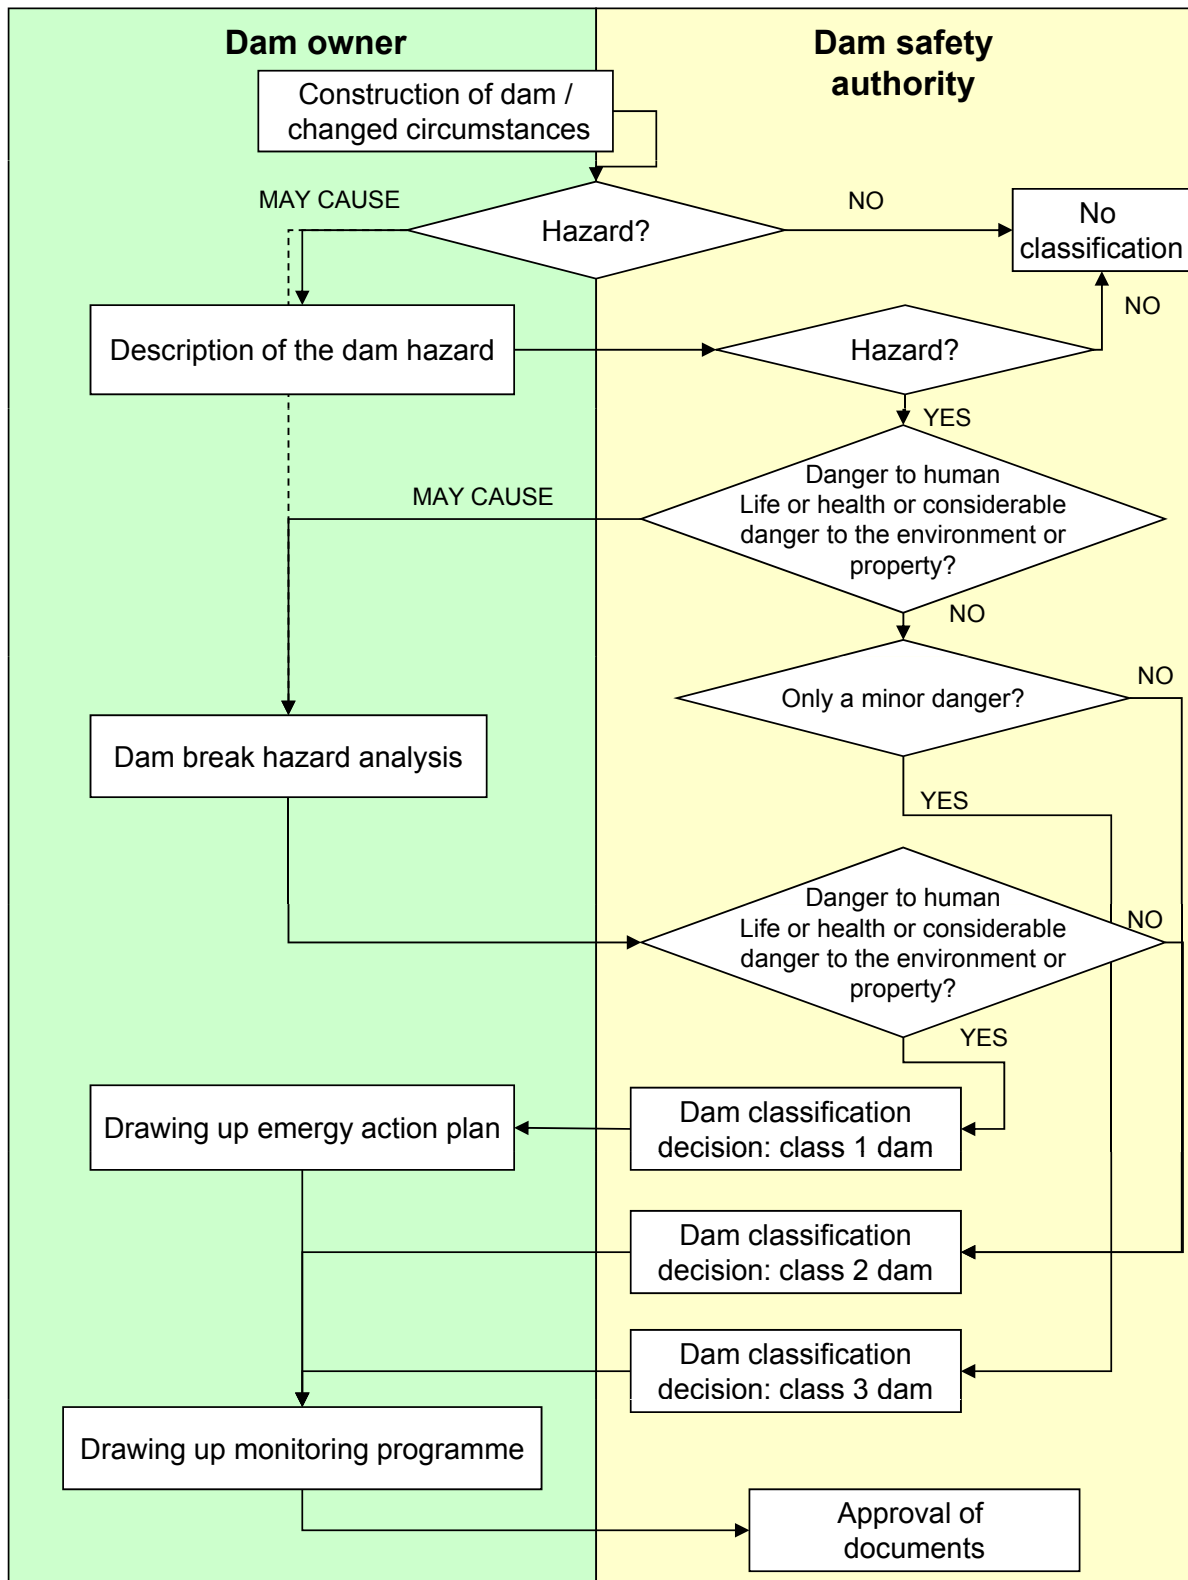 Dam owner
Dam safety
authority
Construction of dam /
changed circumstances
MAY CAUSE
NO
Hazard?
No
classification
NO
Description of the dam hazard
Hazard?
YES
Danger to human
Life or health or considerable
danger to the environment or
property?
MAY CAUSE
NO
Only a minor danger?
NO
Dam break hazard analysis
YES
Danger to human
Life or health or considerable
danger to the environment or
property?
NO
YES
Drawing up emergy action plan
Dam classification
decision: class 1 dam
Dam classification
decision: class 2 dam
Dam classification
decision: class 3 dam
Drawing up monitoring programme
Approval of
documents